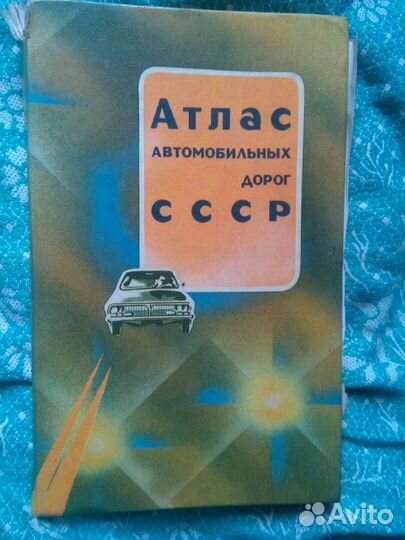 Атлас
автомобильных
дорог
СССР
Avito